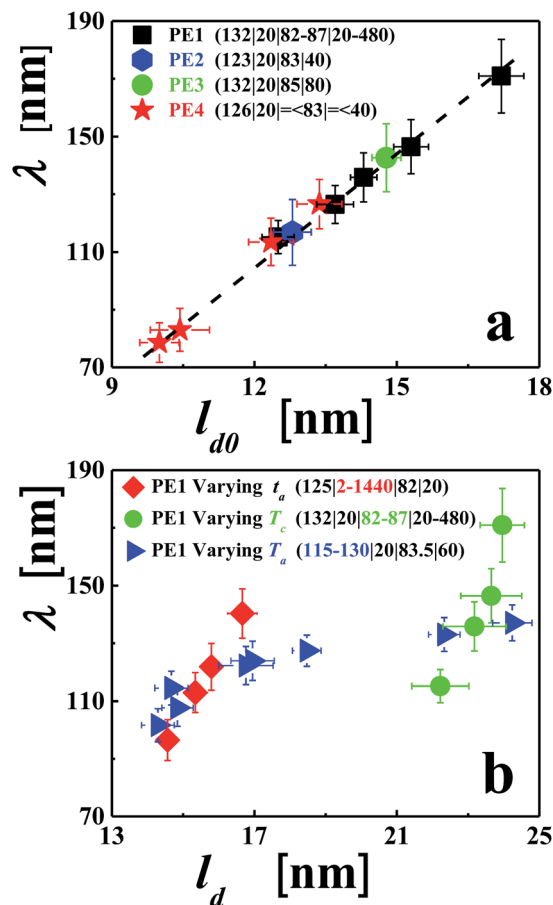 PE1 (132|20|82-87|20-480)
PE2 (123|20|83|40)
PE3 (132|20|85|80)
PE4 (126|20|=<83|=<40)
λ [nm]
190
150
110
70
a
9 12 15 18
l_d0 [nm]
PE1 Varying t_a (125|2-1440|82|20)
PE1 Varying T_c (132|20|82-87|20-480)
PE1 Varying T_a (115-130|20|83.5|60)
λ [nm]
190
150
110
70
b
13 17 21 25
l_d [nm]